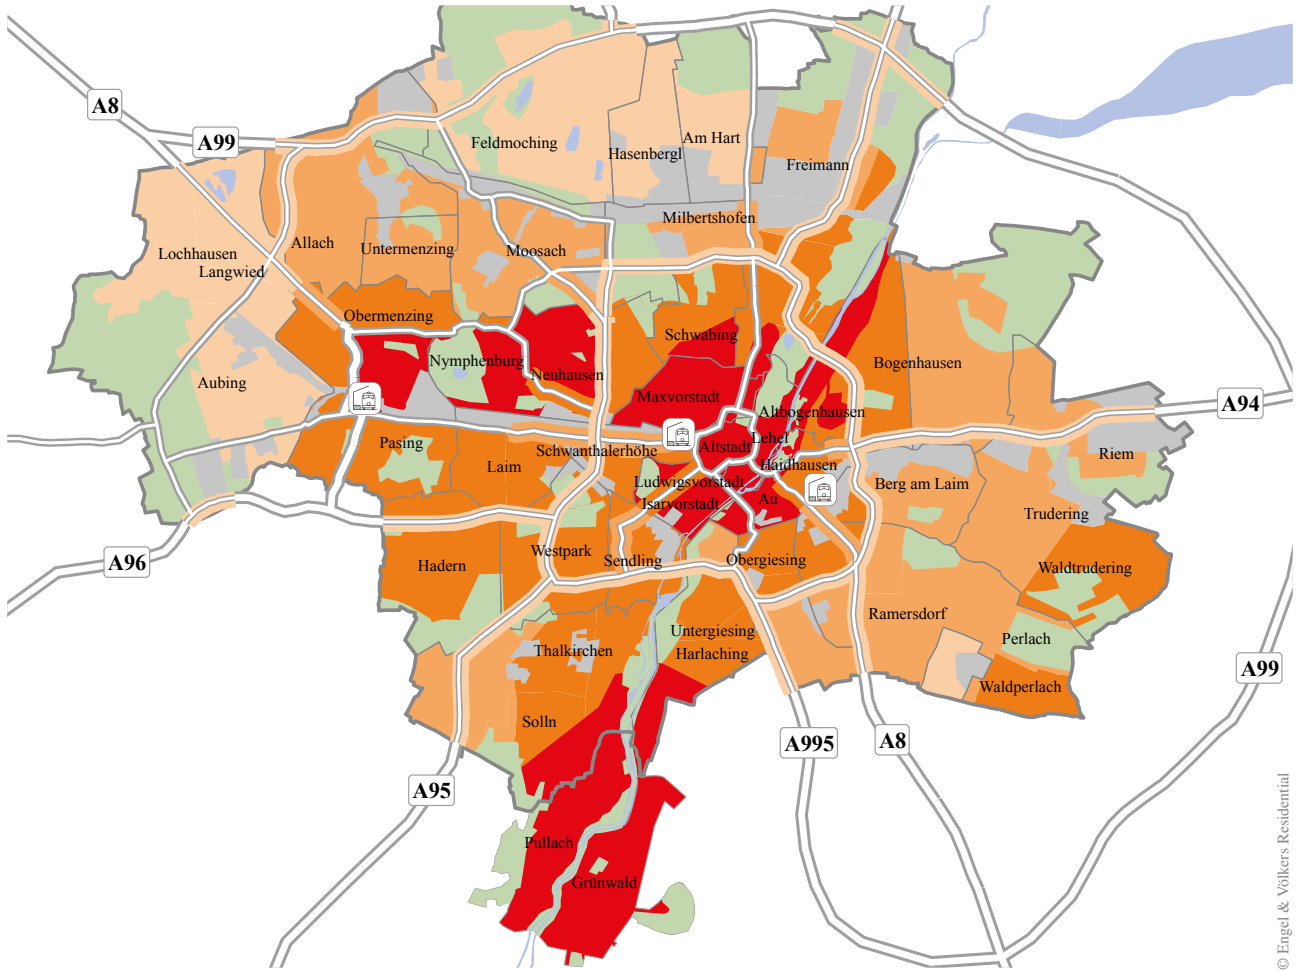 A8
A99
Feldmoching
Hasenbergl
Am Hart
Freimann
Milbertshofen
Lochhausen
Langwied
Allach
Untermenzing
Moosach
Obermenzing
Schwabing
Nymphenburg
Neuhausen
Bogenhausen
Aubing
Maxvorstadt
Altbogenhausen
A94
Pasing
Laim
Schwanthalerhöhe
Altstadt
Lehel
Haidhausen
Riem
Ludwigsvorstadt
Isarvorstadt
Au
Berg am Laim
Trudering
A96
Hadern
Westpark
Sendling
Obergiesing
Waldtrudering
Ramersdorf
Untergiesing
Harlaching
Thalkirchen
Perlach
A99
Waldperlach
Solln
A995
A8
A95
Pullach
Grünwald
© Engel & Völkers Residential